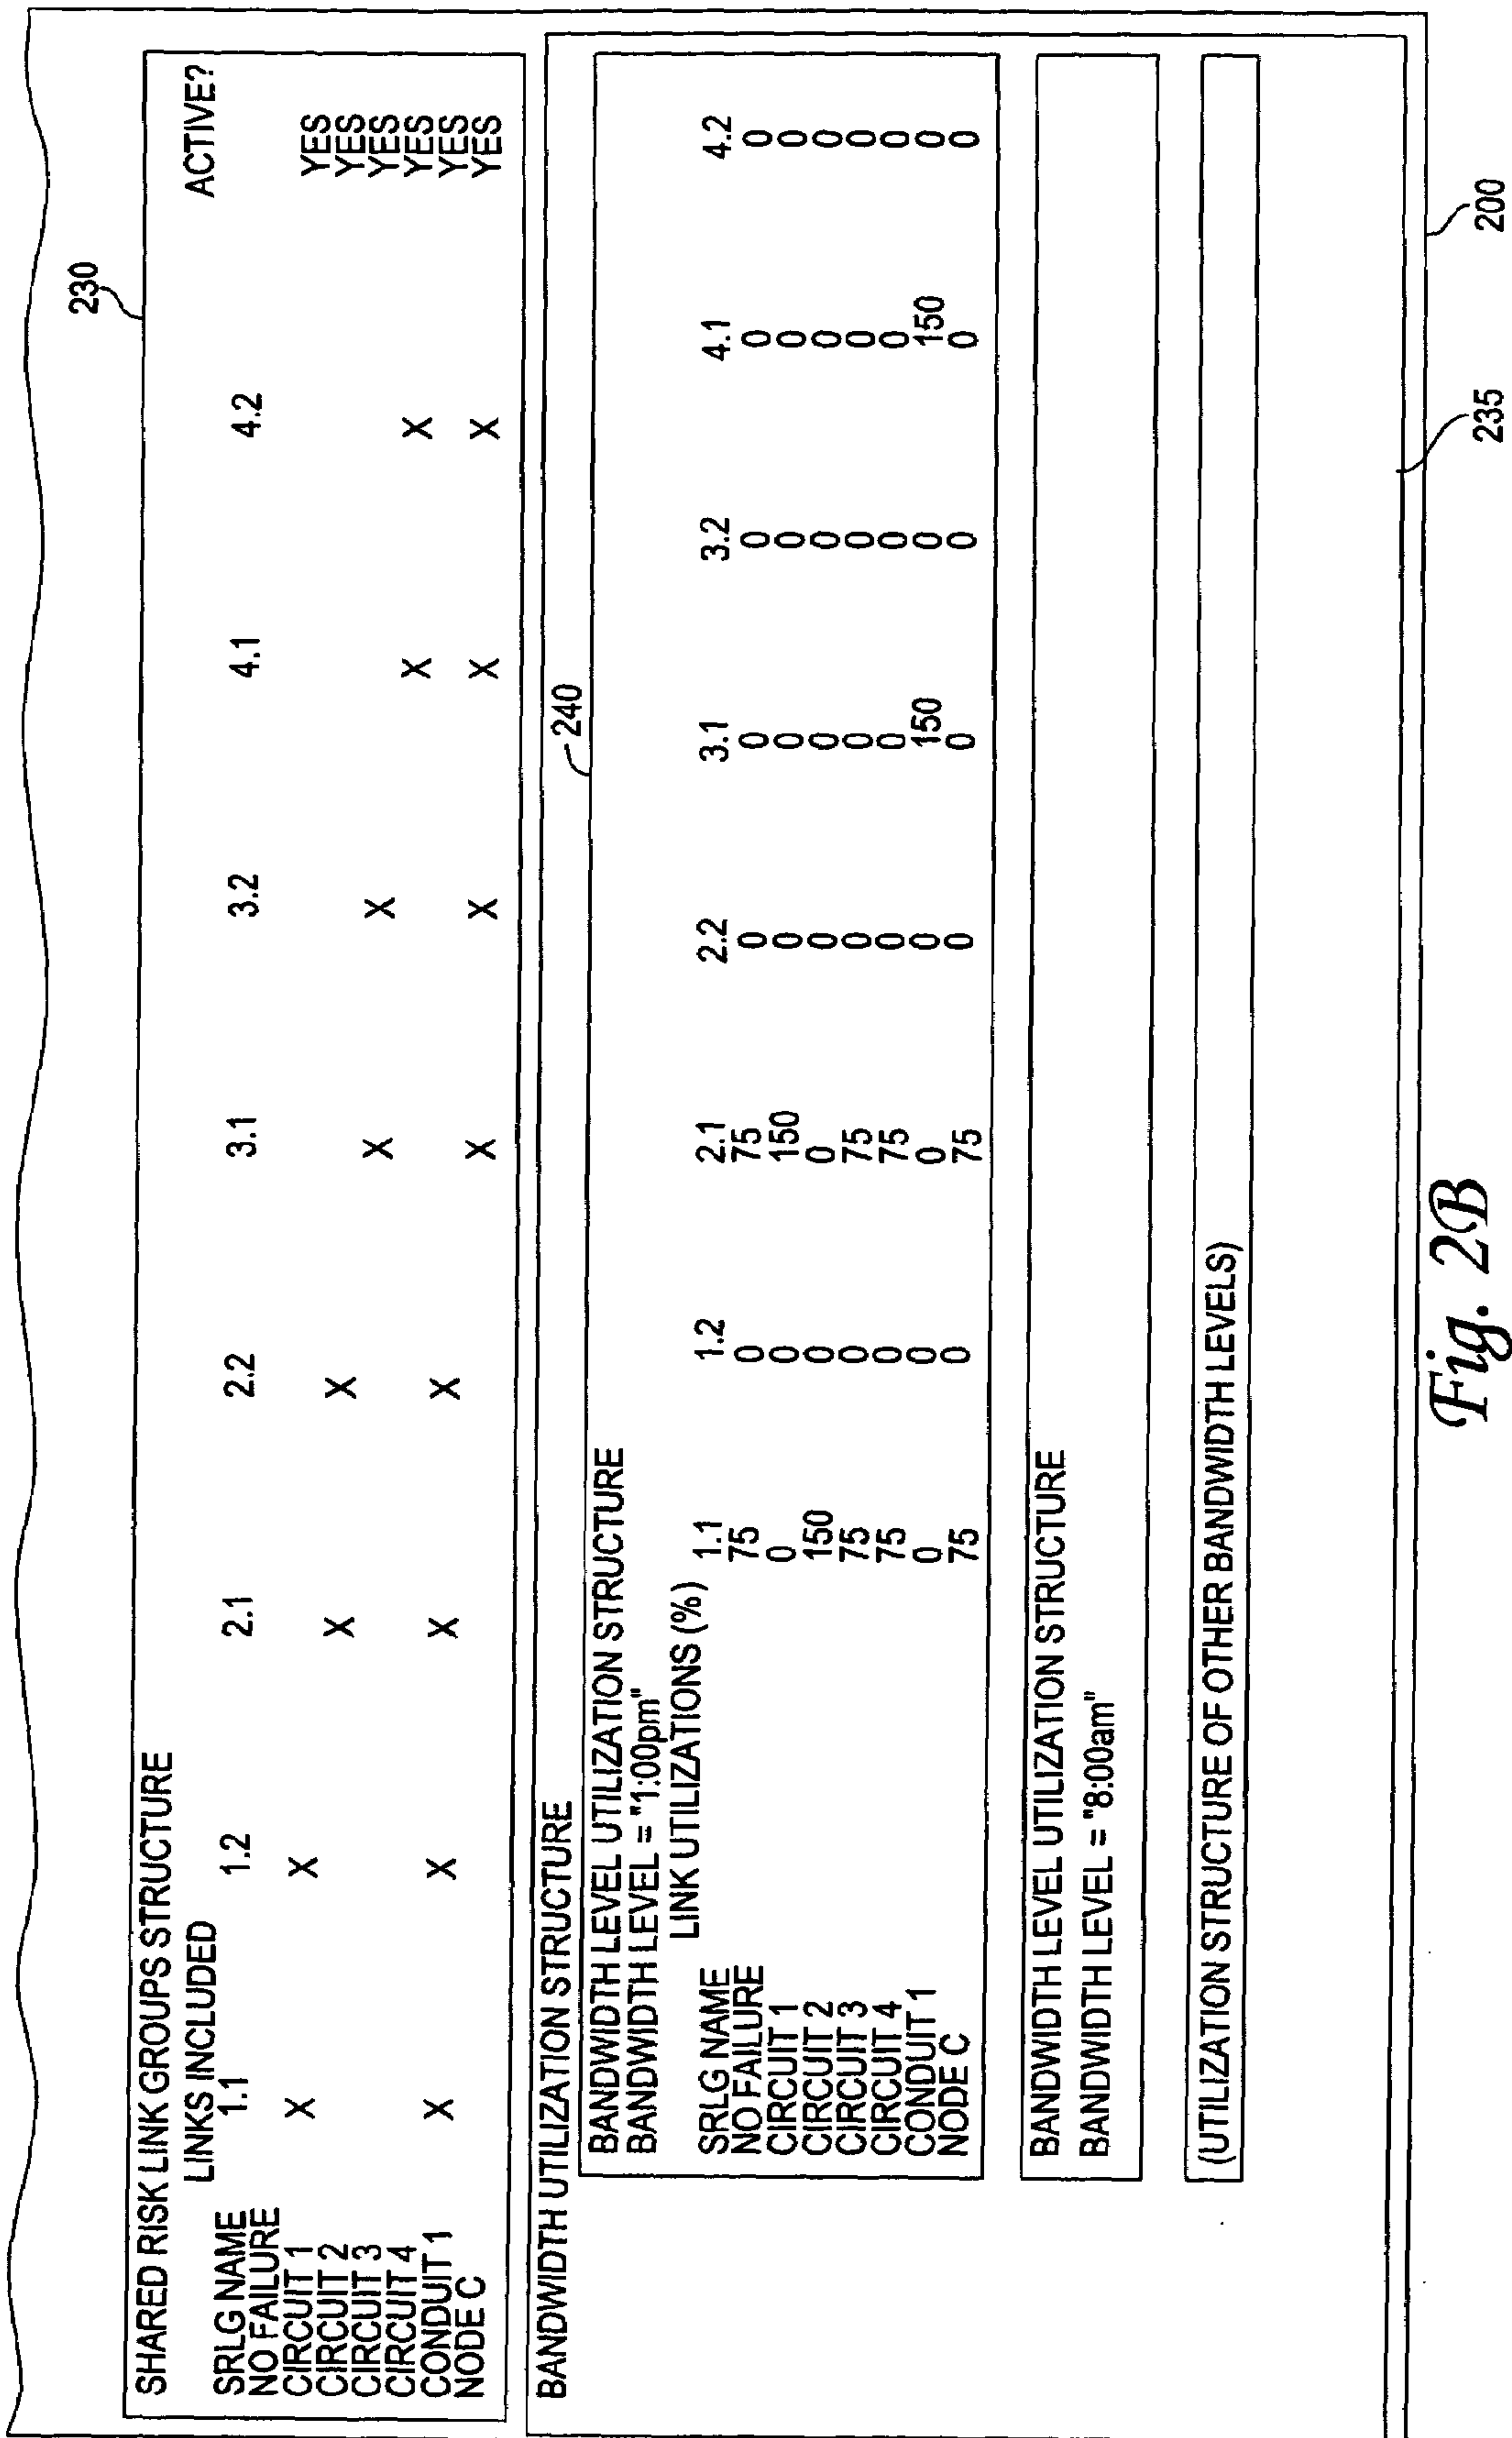 230
SHARED RISK LINK GROUPS STRUCTURE
LINKS INCLUDED ACTIVE?
SRLG NAME 1.1 1.2 2.1 2.2 3.1 3.2 4.1 4.2
NO FAILURE
CIRCUIT 1 X X YES
CIRCUIT 2 X X YES
CIRCUIT 3 X X YES
CIRCUIT 4 X X YES
CONDUIT 1 X X X X YES
NODE C X X X X YES
BANDWIDTH UTILIZATION STRUCTURE
240
BANDWIDTH LEVEL UTILIZATION STRUCTURE
BANDWIDTH LEVEL = "1:00pm"
LINK UTILIZATIONS (%)
SRLG NAME 1.1 1.2 2.1 2.2 3.1 3.2 4.1 4.2
NO FAILURE 75 0 75 0 0 0 0 0
CIRCUIT 1 0 0 150 0 0 0 0 0
CIRCUIT 2 150 0 0 0 0 0 0 0
CIRCUIT 3 75 0 75 0 0 0 0 0
CIRCUIT 4 75 0 75 0 0 0 0 0
CONDUIT 1 0 0 0 0 150 0 150 0
NODE C 75 0 75 0 0 0 0 0
BANDWIDTH LEVEL UTILIZATION STRUCTURE
BANDWIDTH LEVEL = "8:00am"
(UTILIZATION STRUCTURE OF OTHER BANDWIDTH LEVELS)
235
200
Fig. 2B